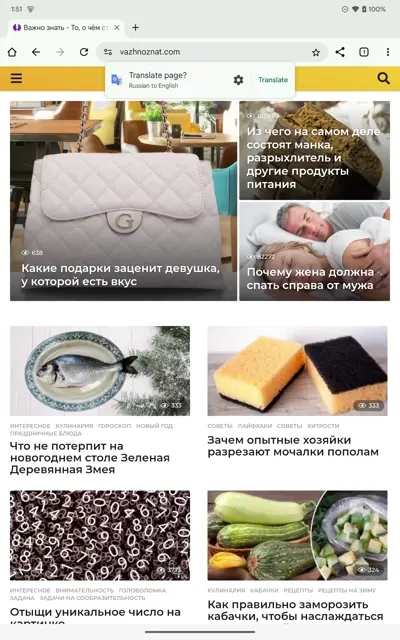 1:51
100%
Важно знать - То, о чём ст
vazhnoznat.com
1
Translate page?
Russian to English
Translate
G
638
Какие подарки заценит девушка,
у которой есть вкус
Из чего на самом деле
состоят манка,
разрыхлитель и
другие продукты
питания
82272
Почему жена должна
спать справа от мужа
333
ИНТЕРЕСНОЕ КУЛИНАРИЯ ГОРОСКОП НОВЫЙ ГОД
ПРАЗДНИЧНЫЕ БЛЮДА
Что не потерпит на
новогоднем столе Зеленая
Деревянная Змея
333
СОВЕТЫ ЛАЙФХАКИ СОВЕТЫ ХИТРОСТИ
Зачем опытные хозяйки
разрезают мочалки пополам
3775
ИНТЕРЕСНОЕ ВНИМАТЕЛЬНОСТЬ ГОЛОВОЛОМКА
ЗАДАЧА ЗАДАЧИ НА СООБРАЗИТЕЛЬНОСТЬ
Отыщи уникальное число на
картинке
324
КУЛИНАРИЯ КАБАЧКИ РЕЦЕПТЫ РЕЦЕПТЫ НА ЗИМУ
Как правильно заморозить
кабачки, чтобы наслаждаться